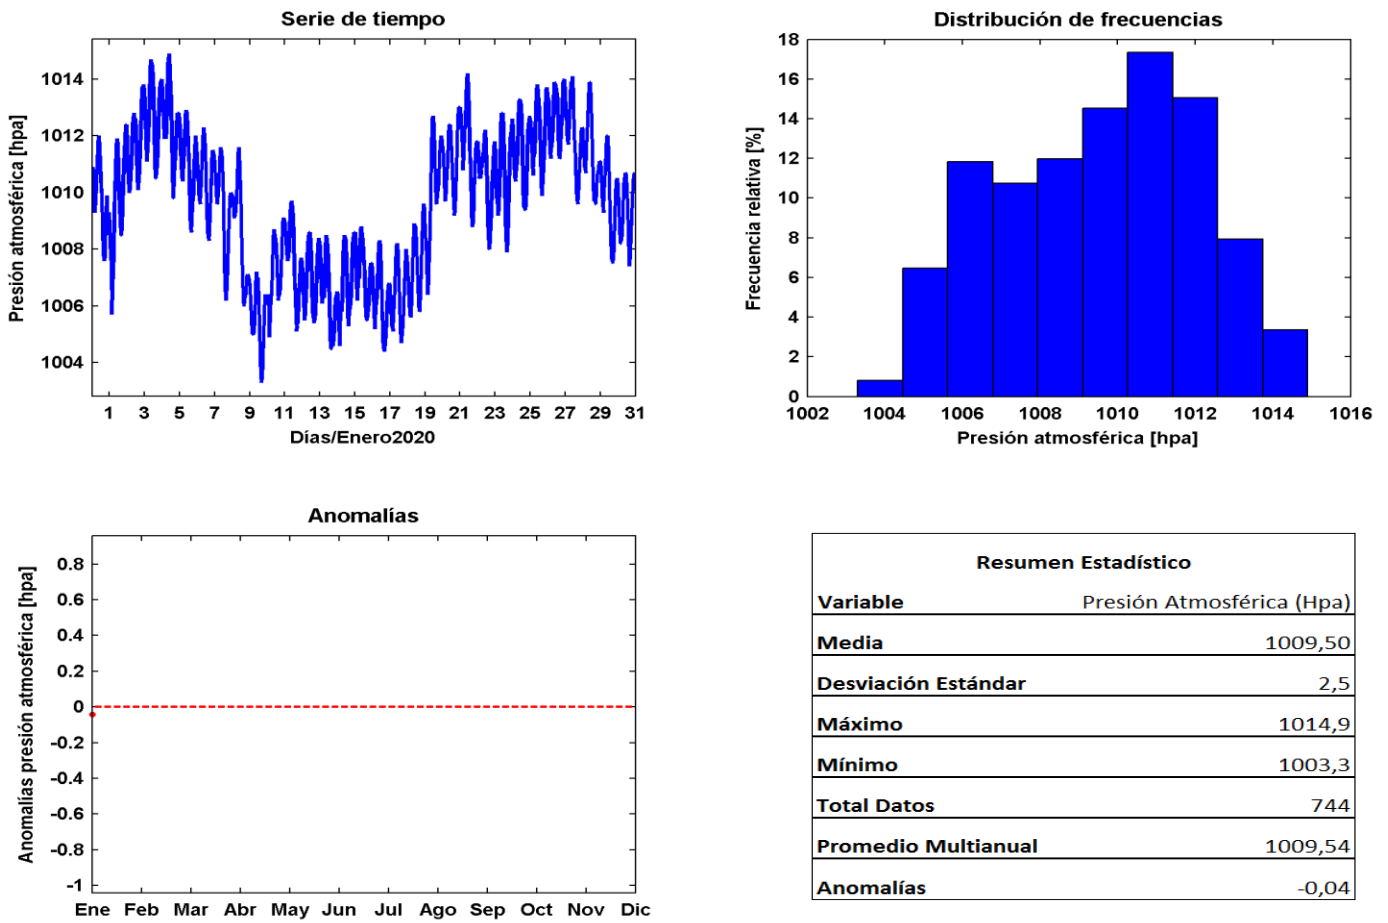 Serie de tiempo
Presión atmosférica [hpa]
1014
1012
1010
1008
1006
1004
1 3 5 7 9 11 13 15 17 19 21 23 25 27 29 31
Días/Enero2020
Distribución de frecuencias
Frecuencia relativa [%]
18
16
14
12
10
8
6
4
2
0
1002 1004 1006 1008 1010 1012 1014 1016
Presión atmosférica [hpa]
Anomalías
Anomalías presión atmosférica [hpa]
0.8
0.6
0.4
0.2
0
-0.2
-0.4
-0.6
-0.8
-1
Ene Feb Mar Abr May Jun Jul Ago Sep Oct Nov Dic
Resumen Estadístico
Variable Presión Atmosférica (Hpa)
Media 1009,50
Desviación Estándar 2,5
Máximo 1014,9
Mínimo 1003,3
Total Datos 744
Promedio Multianual 1009,54
Anomalías -0,04